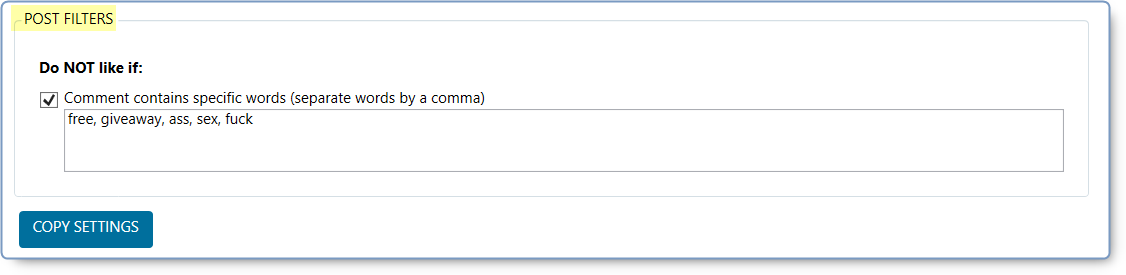 POST FILTERS
Do NOT like if:
Comment contains specific words (separate words by a comma)
free, giveaway, ass, sex, fuck
COPY SETTINGS